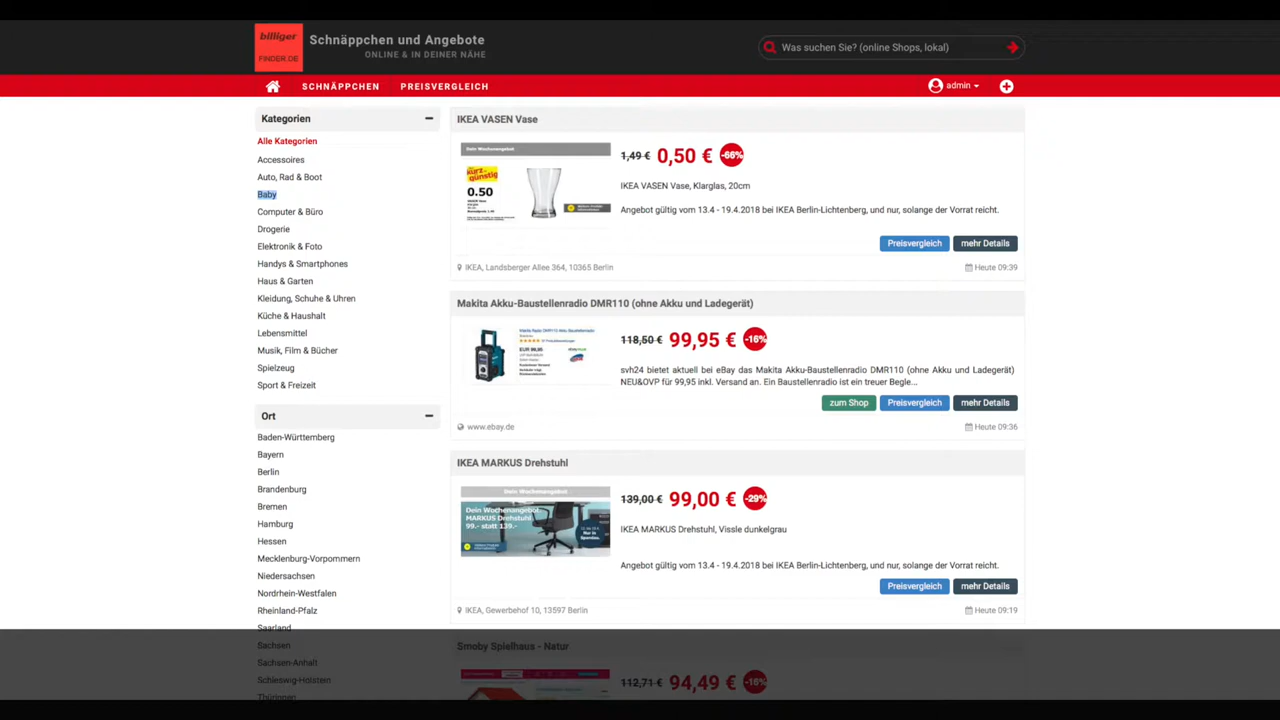 billiger
FINDER.DE
Schnäppchen und Angebote
ONLINE & IN DEINER NÄHE
Was suchen Sie? (online Shops, lokal)
SCHNÄPPCHEN
PREISVERGLEICH
admin
Kategorien
Alle Kategorien
Accessoires
Auto, Rad & Boot
Baby
Computer & Büro
Drogerie
Elektronik & Foto
Handys & Smartphones
Haus & Garten
Kleidung, Schuhe & Uhren
Küche & Haushalt
Lebensmittel
Musik, Film & Bücher
Spielzeug
Sport & Freizeit
Ort
Baden-Württemberg
Bayern
Berlin
Brandenburg
Bremen
Hamburg
Hessen
Mecklenburg-Vorpommern
Niedersachsen
Nordrhein-Westfalen
Rheinland-Pfalz
Saarland
Sachsen
Sachsen-Anhalt
Schleswig-Holstein
Thüringen
IKEA VASEN Vase
Dein Wochenangebot
0.50
1,49 € 0,50 € -66%
IKEA VASEN Vase, Klarglas, 20cm
Angebot gültig vom 13.4 - 19.4.2018 bei IKEA Berlin-Lichtenberg, und nur, solange der Vorrat reicht.
Preisvergleich mehr Details
IKEA, Landsberger Allee 364, 10365 Berlin
Heute 09:39
Makita Akku-Baustellenradio DMR110 (ohne Akku und Ladegerät)
EUR 99,95
118,50 € 99,95 € -16%
svh24 bietet aktuell bei eBay das Makita Akku-Baustellenradio DMR110 (ohne Akku und Ladegerät)
NEU&OVP für 99,95 inkl. Versand an. Ein Baustellenradio ist ein treuer Begle...
zum Shop Preisvergleich mehr Details
www.ebay.de
Heute 09:36
IKEA MARKUS Drehstuhl
Dein Wochenangebot
Dein Wochenangebot
MARKUS Drehstuhl
99.- statt 139.-
139,00 € 99,00 € -29%
IKEA MARKUS Drehstuhl, Vissle dunkelgrau
Angebot gültig vom 13.4 - 19.4.2018 bei IKEA Berlin-Lichtenberg, und nur, solange der Vorrat reicht.
Preisvergleich mehr Details
IKEA, Gewerbehof 10, 13597 Berlin
Heute 09:19
Smoby Spielhaus - Natur
112,71 € 94,49 € -16%